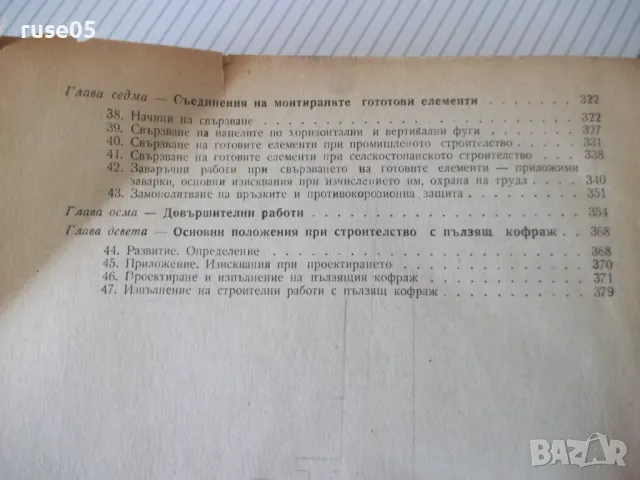 ruse05
Глава седма — Съединения на монтираните гототови елементи . . . . . . . 322
38. Начини на свързване . . . . . . . . . . . . . . . . . . . . . . 322
39. Свързване на панелите по хоризонтални и вертикални фуги . . . . . . 327
40. Свързване на готовите елементи при промишленото строителство . . . . 331
41. Свързване на готовите елементи при селскостопанското строителство . . 338
42. Заваръчни работи при свързването на готовите елементи — приложими
заварки, основни изисквания при изчислението им, охрана на труда . . . 340
43. Замонолитване на връзките и противокорозионна защита . . . . . . . 351
Глава осма — Довършителни работи . . . . . . . . . . . . . . . . . 354
Глава девета — Основни положения при строителство с пълзящ кофраж . . 368
44. Развитие. Определение . . . . . . . . . . . . . . . . . . . . . 368
45. Приложение. Изисквания при проектирането . . . . . . . . . . . . 370
46. Проектиране и изпълнение на пълзящия кофраж . . . . . . . . . . 371
47. Изпълнение на строителни работи с пълзящ кофраж . . . . . . . . . 379
BAZAR
bg